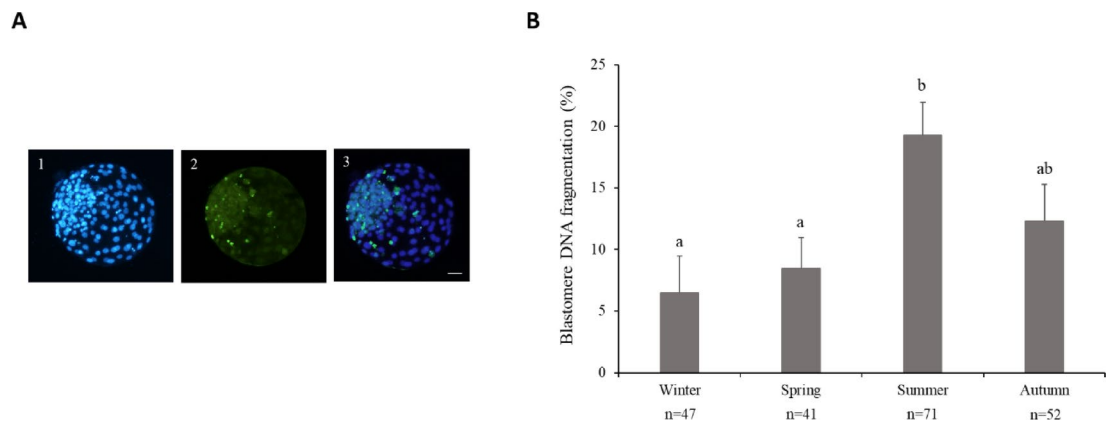 A
B
1
2
3
Blastomere DNA fragmentation (%)
25
20
15
10
5
0
a
a
b
ab
Winter Spring Summer Autumn
n=47 n=41 n=71 n=52